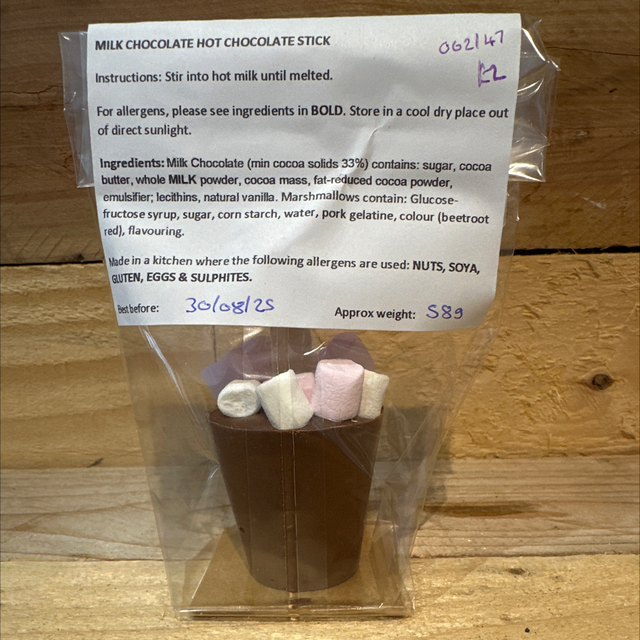 MILK CHOCOLATE HOT CHOCOLATE STICK
002/47
£2
Instructions: Stir into hot milk until melted.
For allergens, please see ingredients in BOLD. Store in a cool dry place out
of direct sunlight.
Ingredients: Milk Chocolate (min cocoa solids 33%) contains: sugar, cocoa
butter, whole MILK powder, cocoa mass, fat-reduced cocoa powder,
emulsifier; lecithins, natural vanilla. Marshmallows contain: Glucose-
fructose syrup, sugar, corn starch, water, pork gelatine, colour (beetroot
red), flavouring.
Made in a kitchen where the following allergens are used: NUTS, SOYA,
GLUTEN, EGGS & SULPHITES.
Best before: 30/08/25 Approx weight: 58g